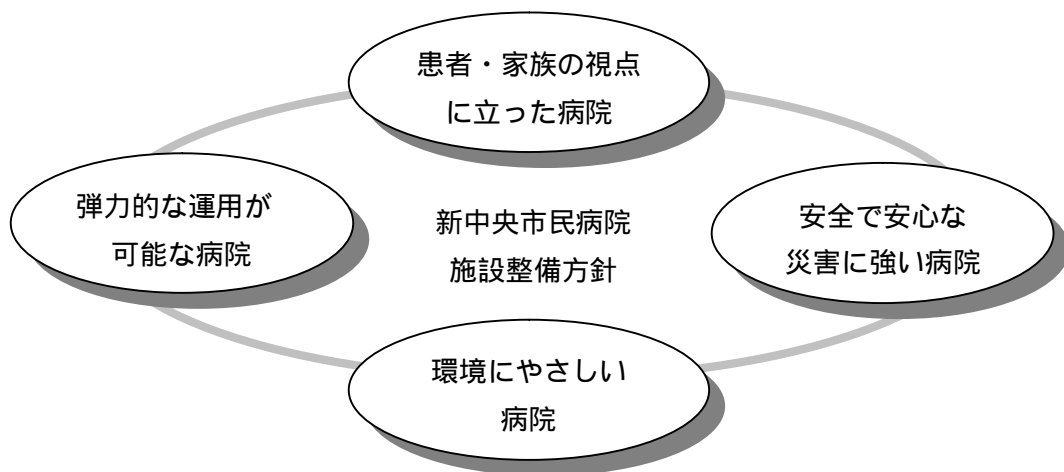 患者・家族の視点
に立った病院
弾力的な運用が
可能な病院
新中央市民病院
施設整備方針
安全で安心な
災害に強い病院
環境にやさしい
病院